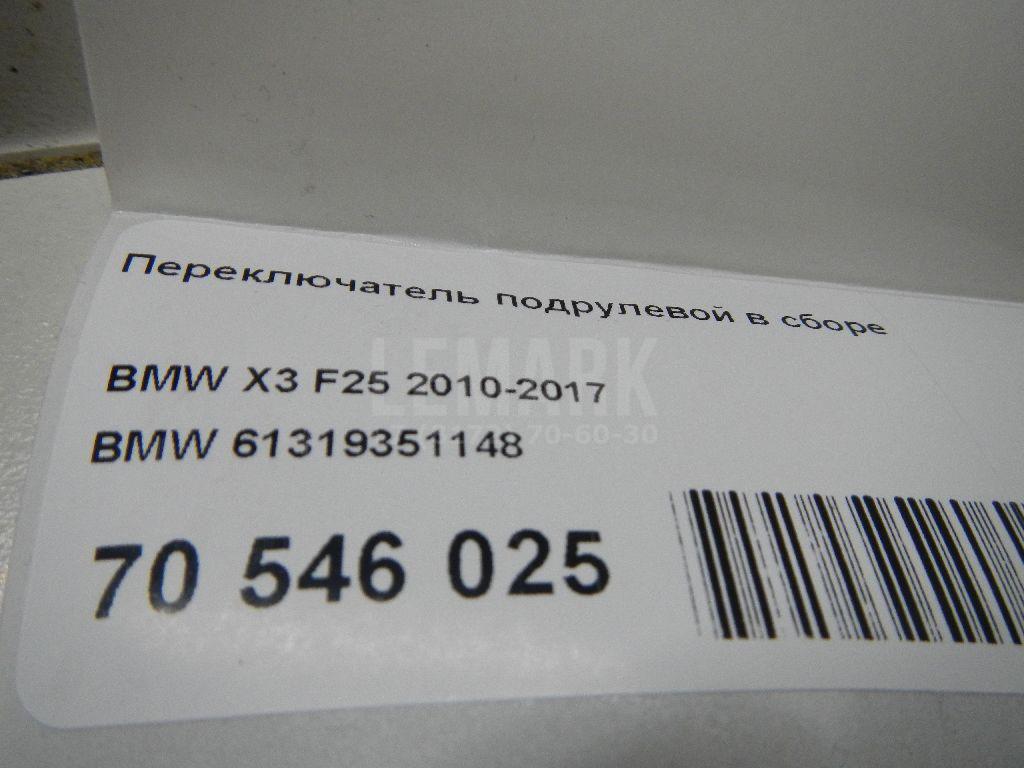 Переключатель подрулевой в сборе
BMW X3 F25 2010-2017
LEMARK
70-60-30
BMW 61319351148
70 546 025